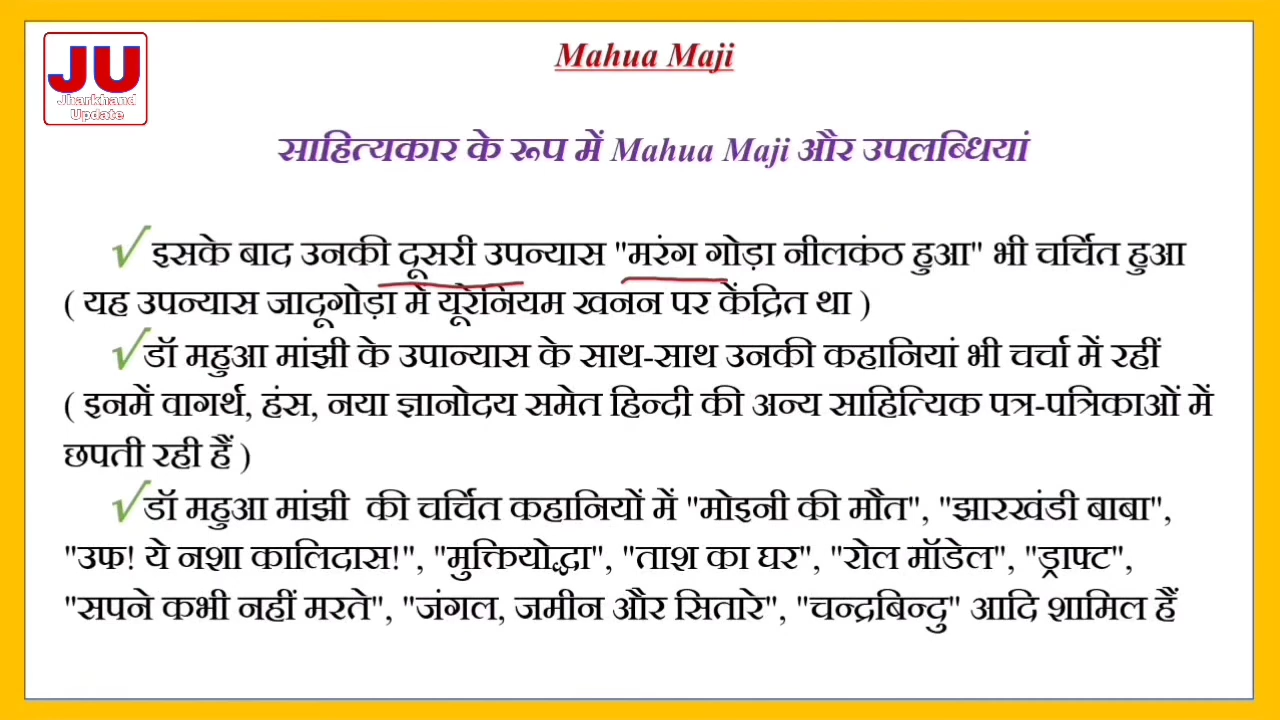 Mahua Maji
JU
Jharkhand
Update
साहित्यकार के रूप में Mahua Maji और उपलब्धियां
√ इसके बाद उनकी दूसरी उपन्यास "मरंग गोड़ा नीलकंठ हुआ" भी चर्चित हुआ
( यह उपन्यास जादूगोड़ा में यूरेनियम खनन पर केंद्रित था )
√ डॉ महुआ मांझी के उपान्यास के साथ-साथ उनकी कहानियां भी चर्चा में रहीं
( इनमें वागर्थ, हंस, नया ज्ञानोदय समेत हिन्दी की अन्य साहित्यिक पत्र-पत्रिकाओं में
छपती रही हैं )
√ डॉ महुआ मांझी की चर्चित कहानियों में "मोइनी की मौत", "झारखंडी बाबा",
"उफ! ये नशा कालिदास!", "मुक्तियोद्धा", "ताश का घर", "रोल मॉडेल", "ड्राफ्ट",
"सपने कभी नहीं मरते", "जंगल, जमीन और सितारे", "चन्द्रबिन्दु" आदि शामिल हैं